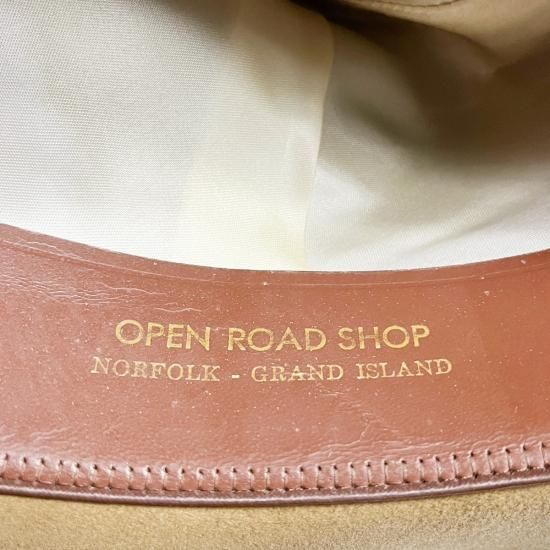 OPEN ROAD SHOP
NORFOLK - GRAND ISLAND